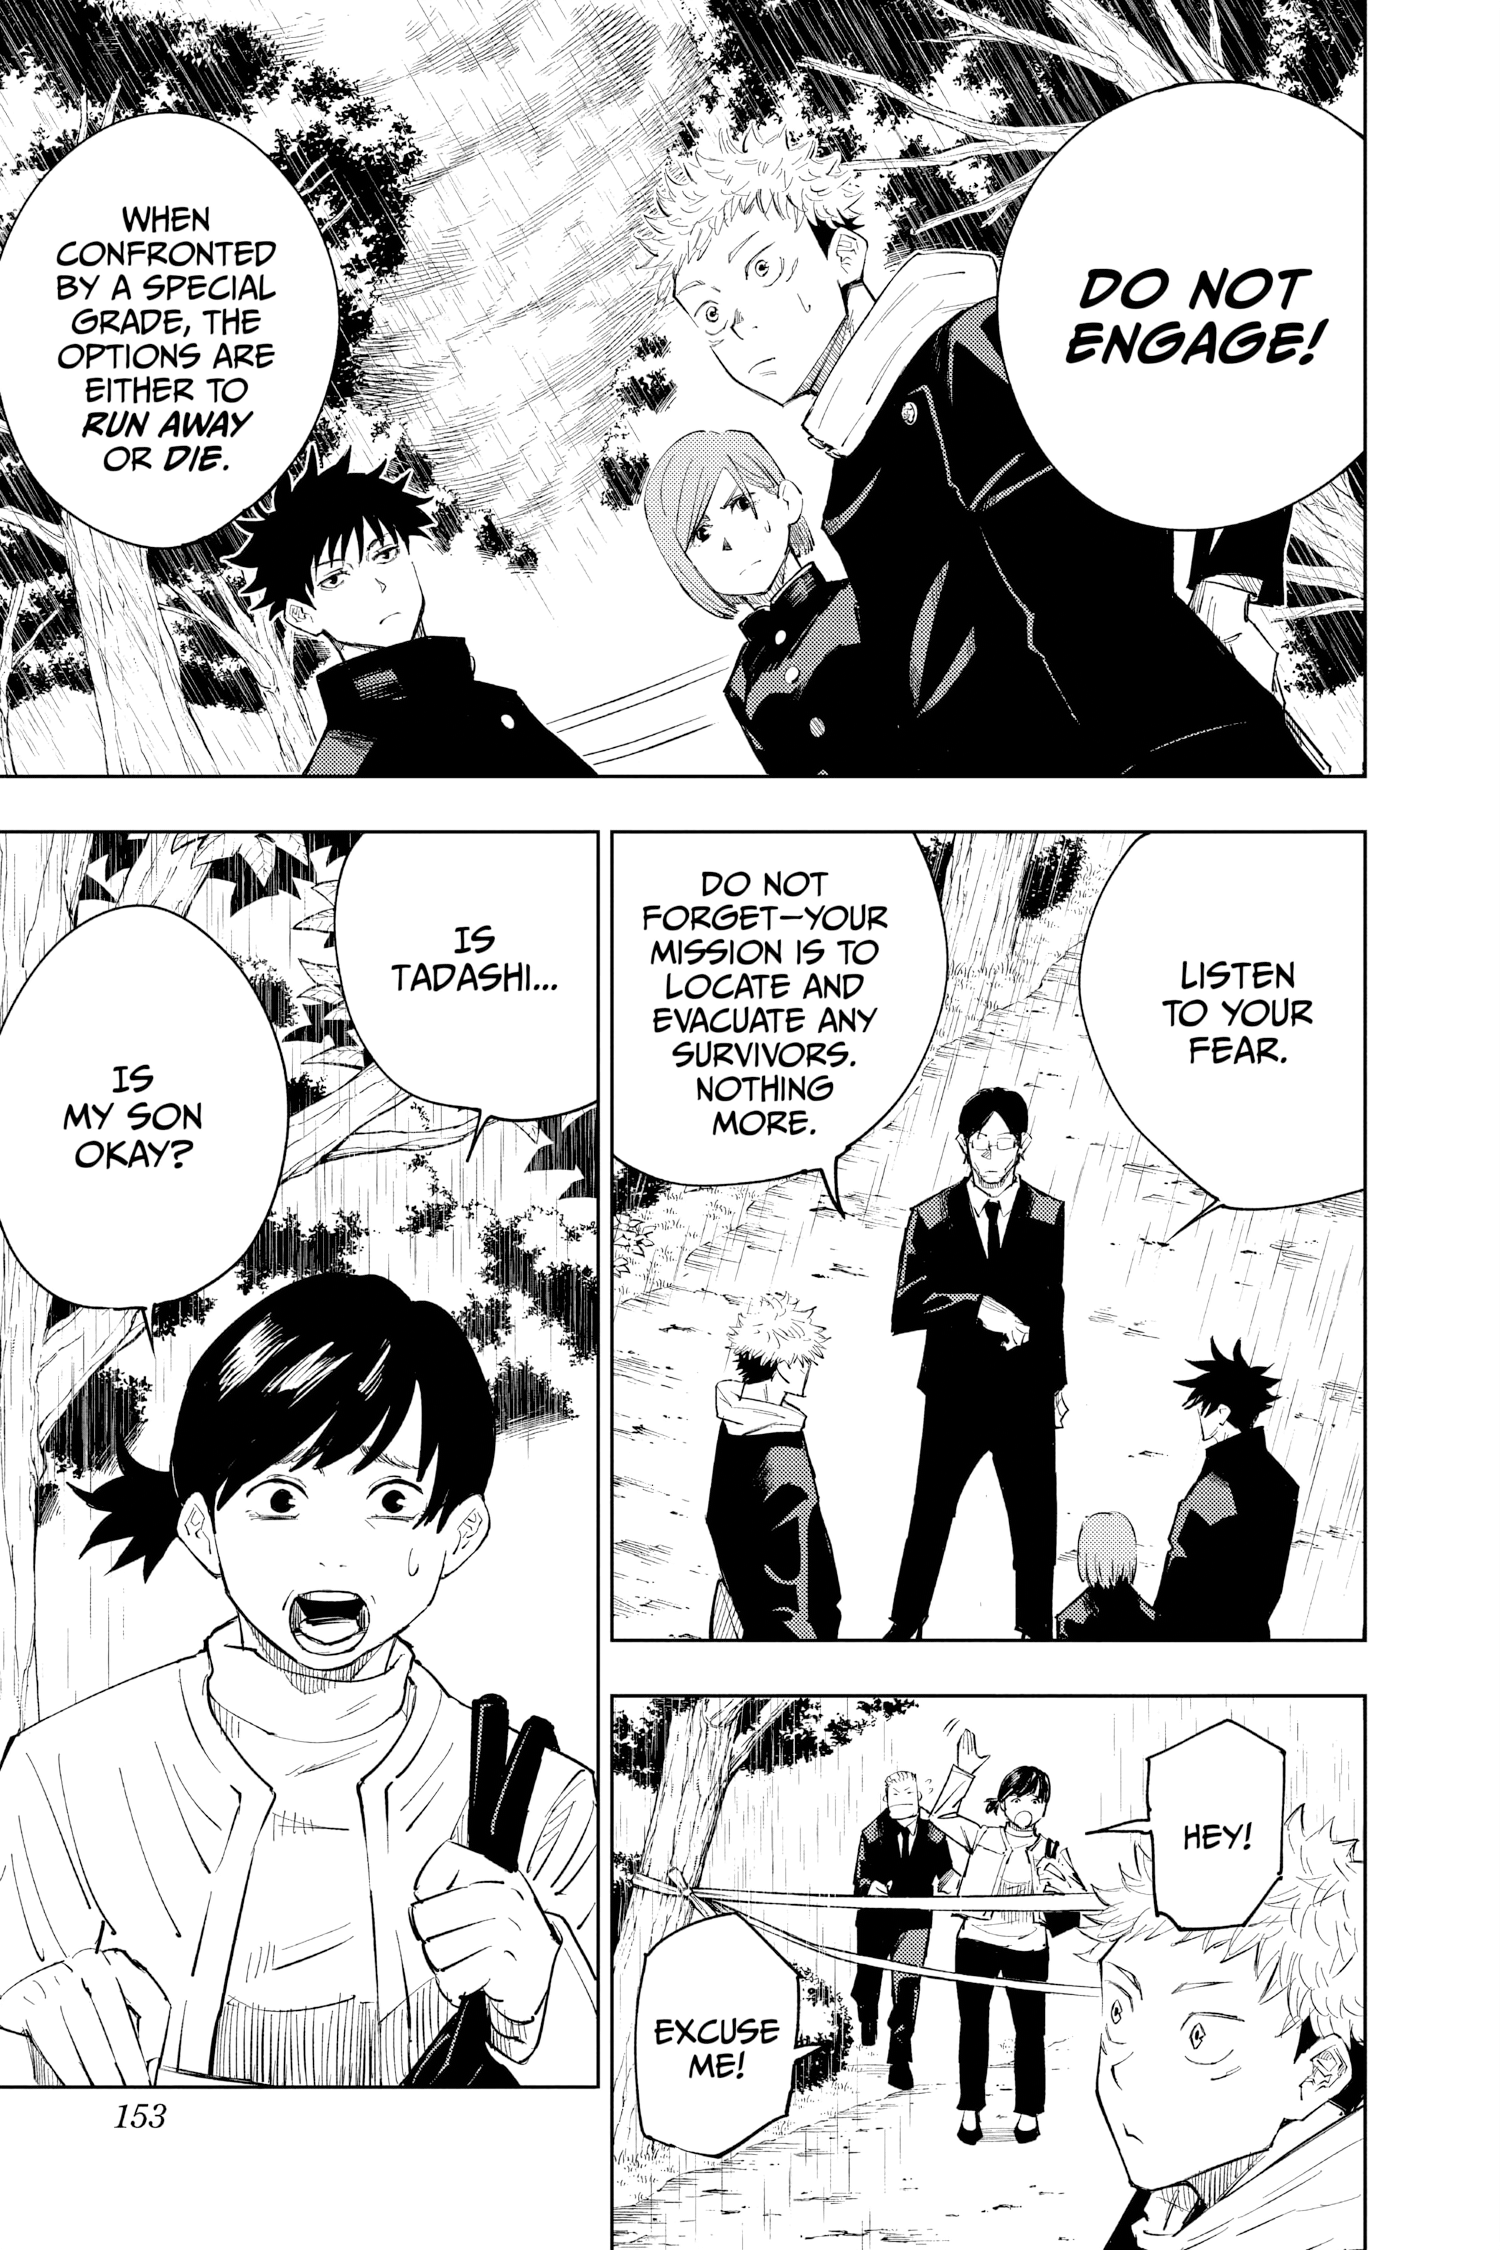 DO NOT
ENGAGE!
WHEN
CONFRONTED
BY A SPECIAL
GRADE, THE
OPTIONS ARE
EITHER TO
RUN AWAY
OR DIE.
LISTEN
TO YOUR
FEAR.
DO NOT
FORGET—YOUR
MISSION IS TO
LOCATE AND
EVACUATE ANY
SURVIVORS.
NOTHING
MORE.
HEY!
EXCUSE
ME!
IS
TADASHI...
IS
MY SON
OKAY?
153